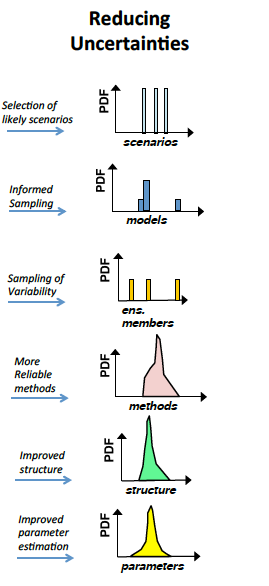 Reducing
Uncertainties
Selection of
likely scenarios
PDF
scenarios
Informed
Sampling
PDF
models
Sampling of
Variability
PDF
ens.
members
More
Reliable
methods
PDF
methods
Improved
structure
PDF
structure
Improved
parameter
estimation
PDF
parameters